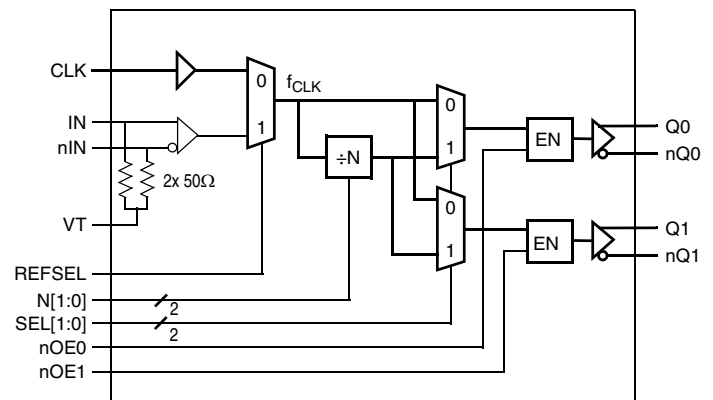 CLK
IN
nIN
VT
REFSEL
N[1:0]
SEL[1:0]
nOE0
nOE1
2x 50Ω
2
2
0
1
fCLK
÷N
0
1
0
1
EN
EN
Q0
nQ0
Q1
nQ1